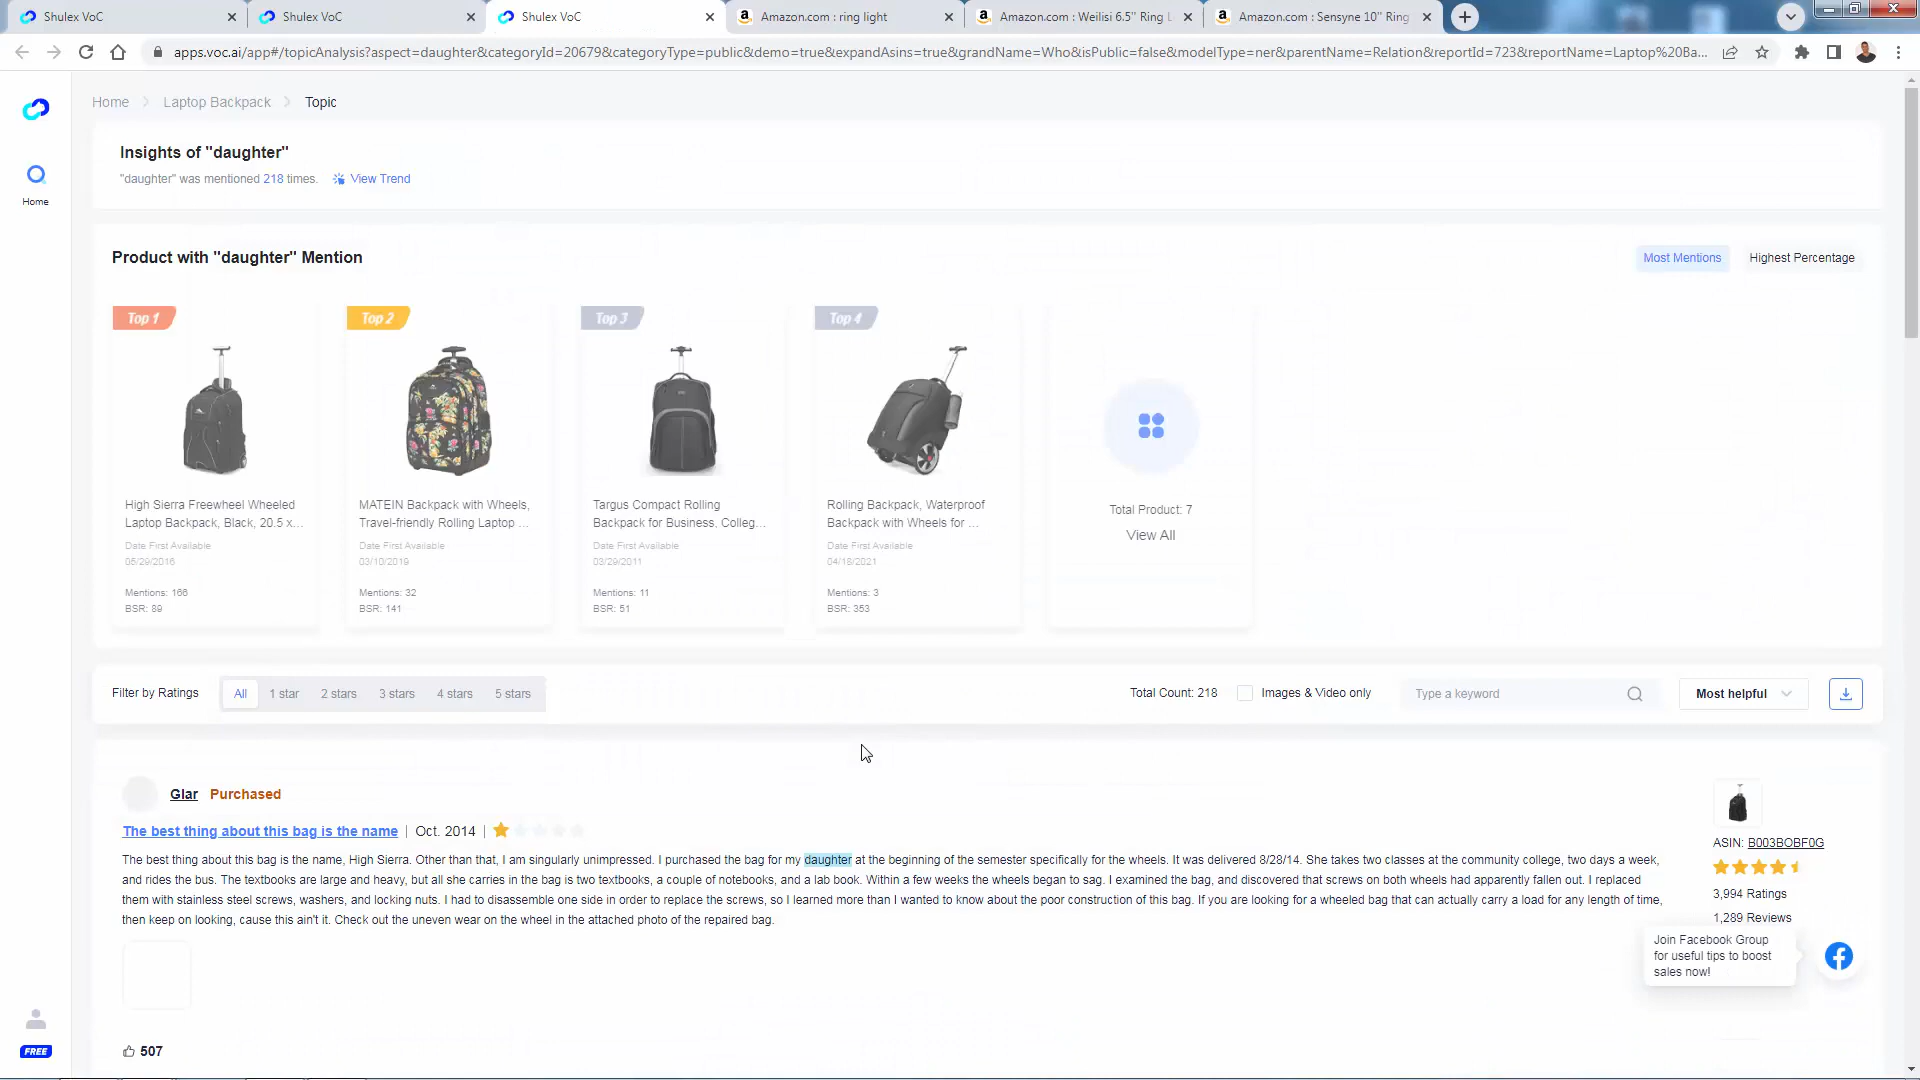 Shulex VoC
Shulex VoC
Shulex VoC
Amazon.com : ring light
Amazon.com : Weilisi 6.5" Ring L
Amazon.com : Sensyne 10" Ring
apps.voc.ai/app#/topicAnalysis?aspect=daughter&categoryId=20679&categoryType=public&demo=true&expandAsins=true&grandName=Who&isPublic=false&modelType=ner&parentName=Relation&reportId=723&reportName=Laptop%20Ba...
Home
Laptop Backpack
Topic
Insights of "daughter"
"daughter" was mentioned 218 times.
View Trend
Home
Product with "daughter" Mention
Most Mentions
Highest Percentage
Top 1
Top 2
Top 3
Top 4
High Sierra Freewheel Wheeled
Laptop Backpack, Black, 20.5 x...
Date First Available
05/29/2016
Mentions: 166
BSR: 89
MATEIN Backpack with Wheels,
Travel-friendly Rolling Laptop ...
Date First Available
03/10/2019
Mentions: 32
BSR: 141
Targus Compact Rolling
Backpack for Business, Colleg...
Date First Available
03/29/2011
Mentions: 11
BSR: 51
Rolling Backpack, Waterproof
Backpack with Wheels for ...
Date First Available
04/18/2021
Mentions: 3
BSR: 353
Total Product: 7
View All
Filter by Ratings
All
1 star
2 stars
3 stars
4 stars
5 stars
Total Count: 218
Images & Video only
Type a keyword
Most helpful
Glar Purchased
The best thing about this bag is the name | Oct. 2014 |
The best thing about this bag is the name, High Sierra. Other than that, I am singularly unimpressed. I purchased the bag for my daughter at the beginning of the semester specifically for the wheels. It was delivered 8/28/14. She takes two classes at the community college, two days a week,
and rides the bus. The textbooks are large and heavy, but all she carries in the bag is two textbooks, a couple of notebooks, and a lab book. Within a few weeks the wheels began to sag. I examined the bag, and discovered that screws on both wheels had apparently fallen out. I replaced
them with stainless steel screws, washers, and locking nuts. I had to disassemble one side in order to replace the screws, so I learned more than I wanted to know about the poor construction of this bag. If you are looking for a wheeled bag that can actually carry a load for any length of time,
then keep on looking, cause this ain't it. Check out the uneven wear on the wheel in the attached photo of the repaired bag.
ASIN: B003BOBF0G
3,994 Ratings
1,289 Reviews
Join Facebook Group
for useful tips to boost
sales now!
507
FREE